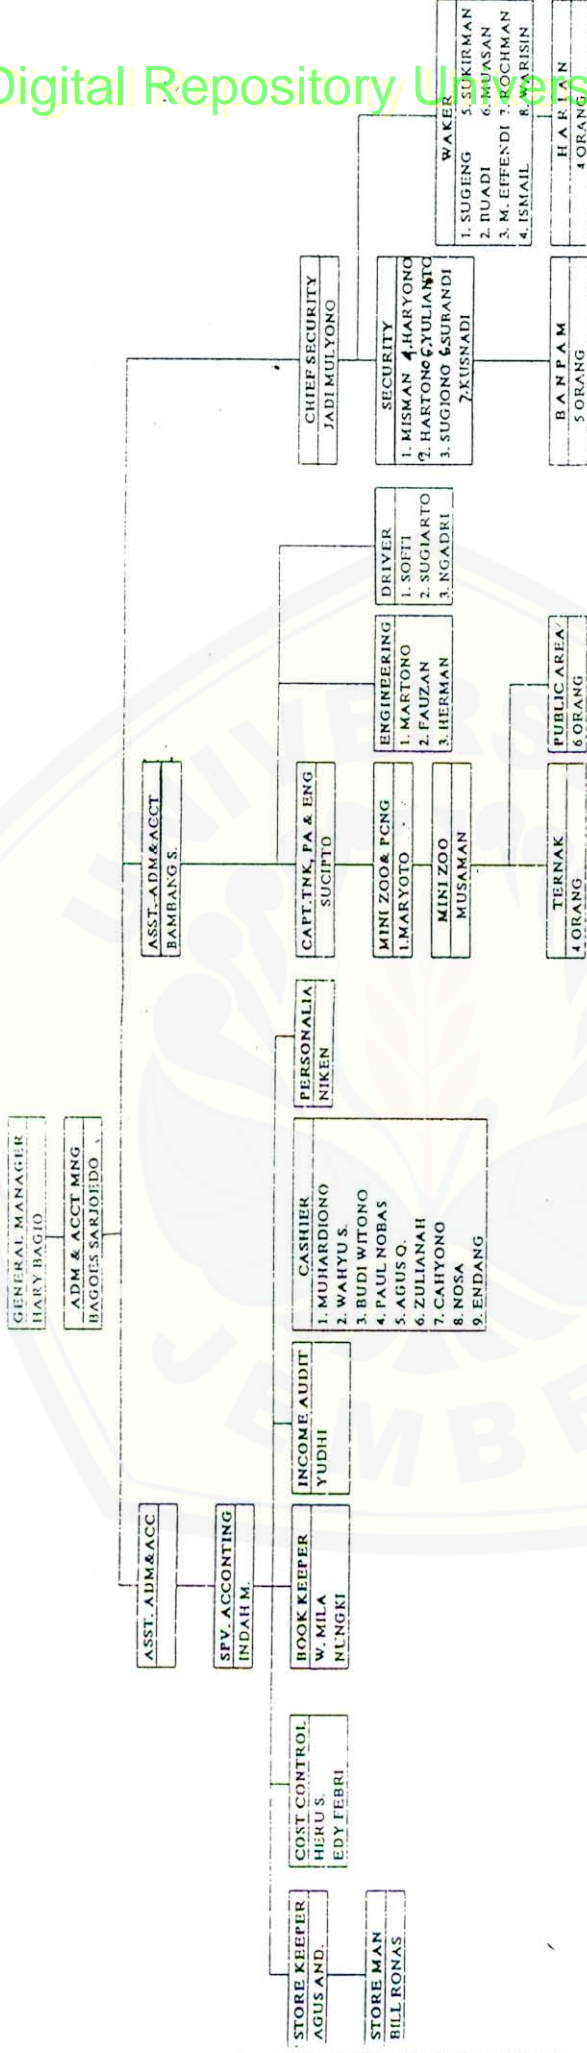 Digital Repository Univers
GENERAL MANAGER
HARY BAGIO
ADM & ACCT MNG
BAGOES SARJOEDO
ASST. ADM&ACC
SPV. ACCONTING
INDAH M.
STORE KEEPER
AGUS AND.
STORE MAN
BILL RONAS
COST CONTROL
HERU S.
EDY FEBRI
BOOK KEEPER
W. MILA
NUNGKI
INCOME AUDIT
YUDHI
CASHIER
1. MUHARDIONO
2. WAHYU S.
3. BUDI WITONO
4. PAUL NOBAS
5. AGUS Q.
6. ZULIANAH
7. CAHYONO
8. NOSA
9. ENDANG
PERSONALIA
NIKEN
ASST. ADM&ACCT
BAMBANG S.
CAPT.TNK, PA & ENG
SUCIPTO
MINI ZOO & PCNG
1.MARYOTO
MINI ZOO
MUSAMAN
TERNAK
4 ORANG
PUBLIC AREA
6 ORANG
ENGINEERING
1. MARTONO
2. FAUZAN
3. HERMAN
DRIVER
1. SOFTI
2. SUGIARTO
3. NGADRI
CHIEF SECURITY
JADI MULYONO
SECURITY
1. MISMAN 4.HARYONO
2. HARTONO 5.YULIANTO
3. SUGIONO 6.SUBANDI
7.KUSNADI
BANPAM
5 ORANG
WAKER
1. SUGENG 5. SUKIRMAN
2. BUADI 6. MUASAN
3. M. EFFENDI 7. ROCHMAN
4. ISMAIL 8. WARISIN
HARIAN
4 ORANG
UNIVERS
JEMBE